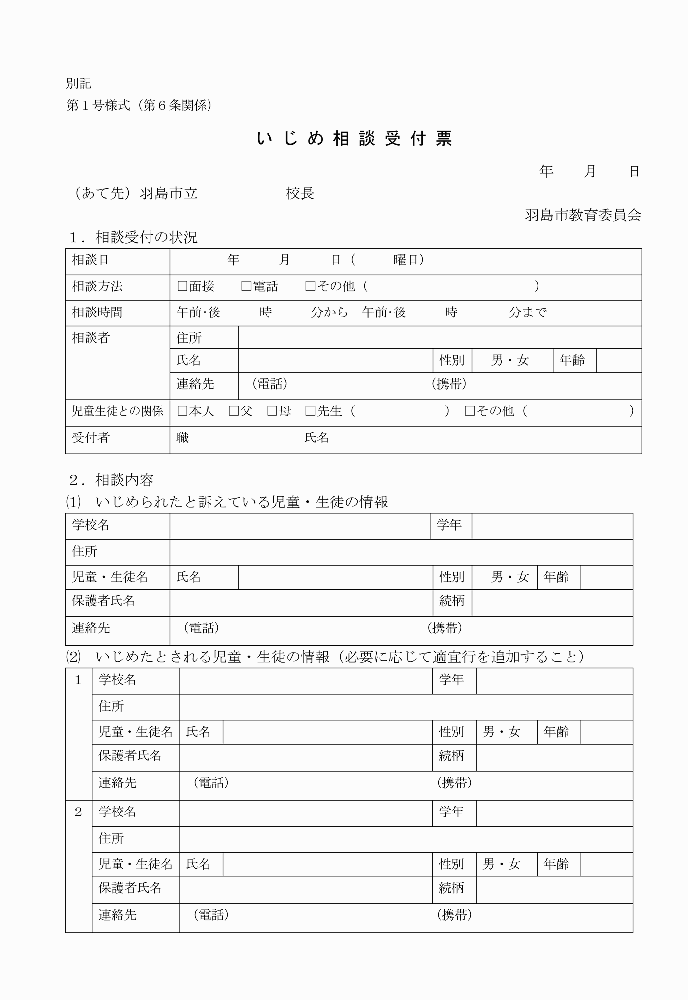 別記
第１号様式（第６条関係）
いじめ相談受付票
年　　月　　日
（あて先）羽島市立　　　　　　校長
羽島市教育委員会
１．相談受付の状況
相談日　　　　年　　　月　　　日（　　　曜日）
相談方法　□面接　　□電話　　□その他（　　　　　　　　　　　　　）
相談時間　午前・後　　　時　　　　分から　午前・後　　　時　　　　分まで
相談者　住所
氏名　　性別　男・女　年齢
連絡先　（電話）　　　　　　　　　　　（携帯）
児童生徒との関係　□本人　□父　□母　□先生（　　　　　　　）　□その他（　　　　　　　　）
受付者　職　　　　　　　　　氏名
２．相談内容
⑴　いじめられたと訴えている児童・生徒の情報
学校名　　学年
住所
児童・生徒名　氏名　　性別　男・女　年齢
保護者氏名　　続柄
連絡先　（電話）　　　　　　　　　　　（携帯）
⑵　いじめたとされる児童・生徒の情報（必要に応じて適宜行を追加すること）
1　学校名　　学年
住所
児童・生徒名　氏名　　性別　男・女　年齢
保護者氏名　　続柄
連絡先　（電話）　　　　　　　　　　　（携帯）
2　学校名　　学年
住所
児童・生徒名　氏名　　性別　男・女　年齢
保護者氏名　　続柄
連絡先　（電話）　　　　　　　　　　　（携帯）